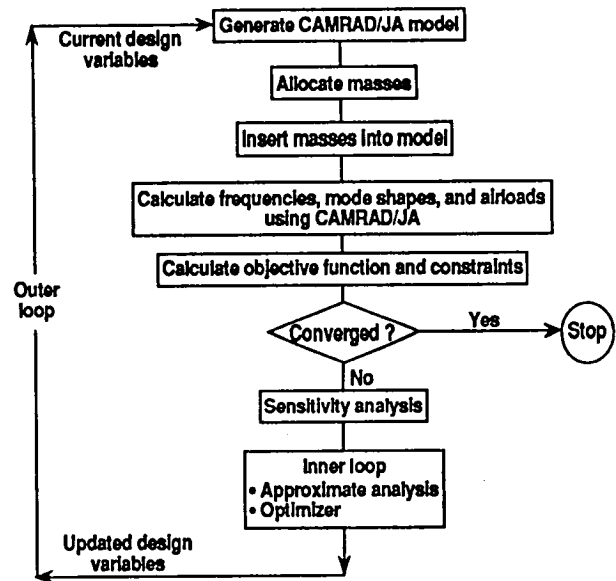 Generate CAMRAD/JA model
Current design
variables
Allocate masses
Insert masses into model
Calculate frequencies, mode shapes, and airloads
using CAMRAD/JA
Calculate objective function and constraints
Outer
loop
Converged ?
Yes
Stop
No
Sensitivity analysis
Inner loop
• Approximate analysis
• Optimizer
Updated design
variables